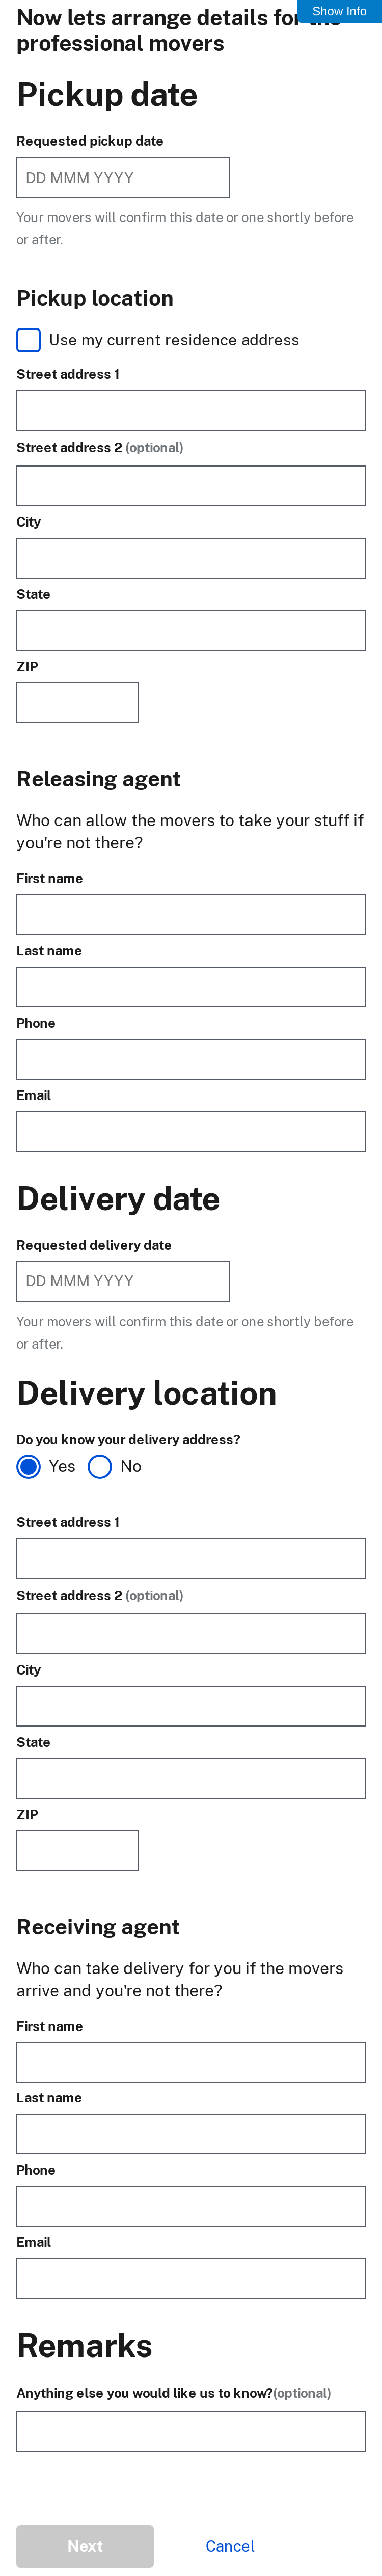 Show Info
Now lets arrange details for the
professional movers
Pickup date
Requested pickup date
DD MMM YYYY
Your movers will confirm this date or one shortly before
or after.
Pickup location
Use my current residence address
Street address 1
Street address 2 (optional)
City
State
ZIP
Releasing agent
Who can allow the movers to take your stuff if
you're not there?
First name
Last name
Phone
Email
Delivery date
Requested delivery date
DD MMM YYYY
Your movers will confirm this date or one shortly before
or after.
Delivery location
Do you know your delivery address?
Yes No
Street address 1
Street address 2 (optional)
City
State
ZIP
Receiving agent
Who can take delivery for you if the movers
arrive and you're not there?
First name
Last name
Phone
Email
Remarks
Anything else you would like us to know?(optional)
Next Cancel